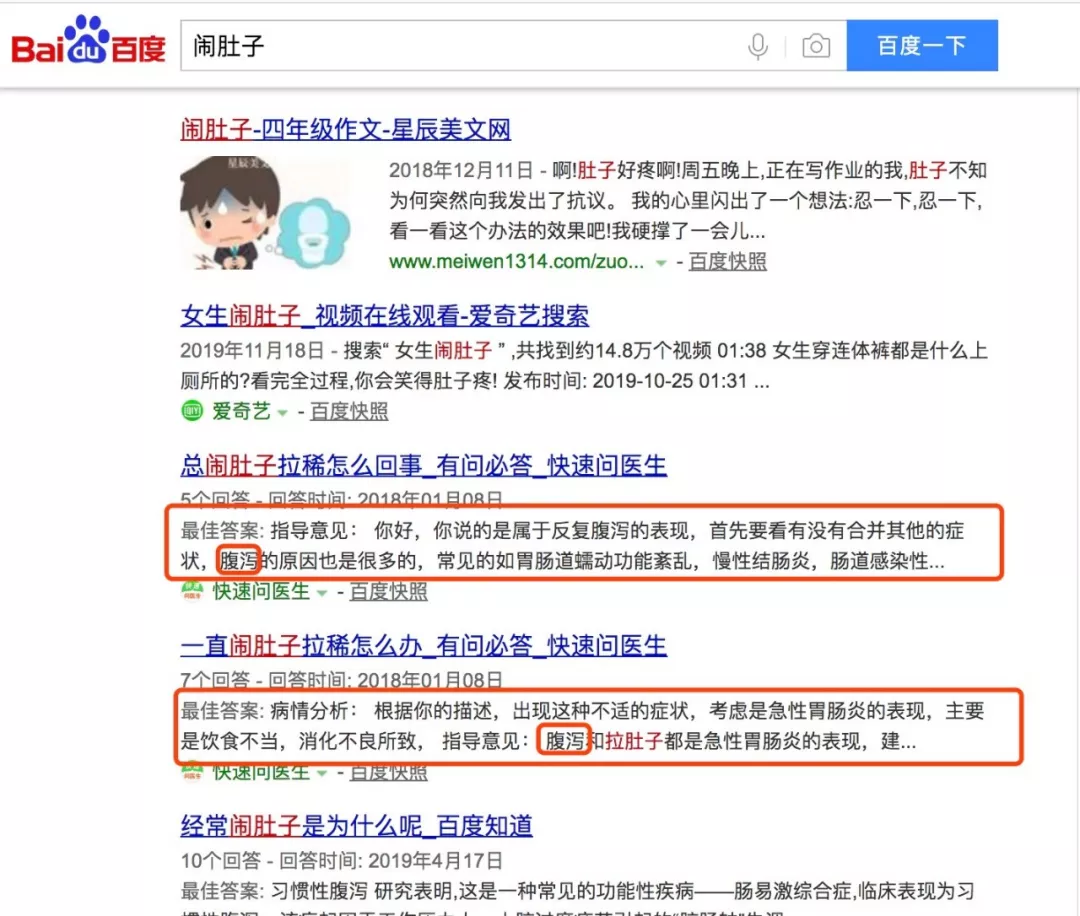 Baidu百度
闹肚子
百度一下
闹肚子-四年级作文-星辰美文网
2018年12月11日 - 啊!肚子好疼啊!周五晚上,正在写作业的我,肚子不知
为何突然向我发出了抗议。 我的心里闪出了一个想法:忍一下,忍一下,
看一看这个办法的效果吧!我硬撑了一会儿...
www.meiwen1314.com/zuo... - 百度快照
女生闹肚子_视频在线观看-爱奇艺搜索
2019年11月18日 - 搜索“ 女生闹肚子 ” ,共找到约14.8万个视频 01:38 女生穿连体裤都是什么上
厕所的?看完全过程,你会笑得肚子疼! 发布时间: 2019-10-25 01:31 ...
爱奇艺 - 百度快照
总闹肚子拉稀怎么回事_有问必答_快速问医生
5个回答 - 回答时间: 2018年01月08日
最佳答案: 指导意见： 你好，你说的是属于反复腹泻的表现，首先要看有没有合并其他的症
状，腹泻的原因也是很多的，常见的如胃肠道蠕动功能紊乱，慢性结肠炎，肠道感染性...
快速问医生 - 百度快照
一直闹肚子拉稀怎么办_有问必答_快速问医生
7个回答 - 回答时间: 2018年01月08日
最佳答案: 病情分析： 根据你的描述，出现这种不适的症状，考虑是急性胃肠炎的表现，主要
是饮食不当，消化不良所致， 指导意见：腹泻和拉肚子都是急性胃肠炎的表现，建...
快速问医生 - 百度快照
经常闹肚子是为什么呢_百度知道
10个回答 - 回答时间: 2019年4月17日
最佳答案: 习惯性腹泻 研究表明,这是一种常见的功能性疾病——肠易激综合症,临床表现为习